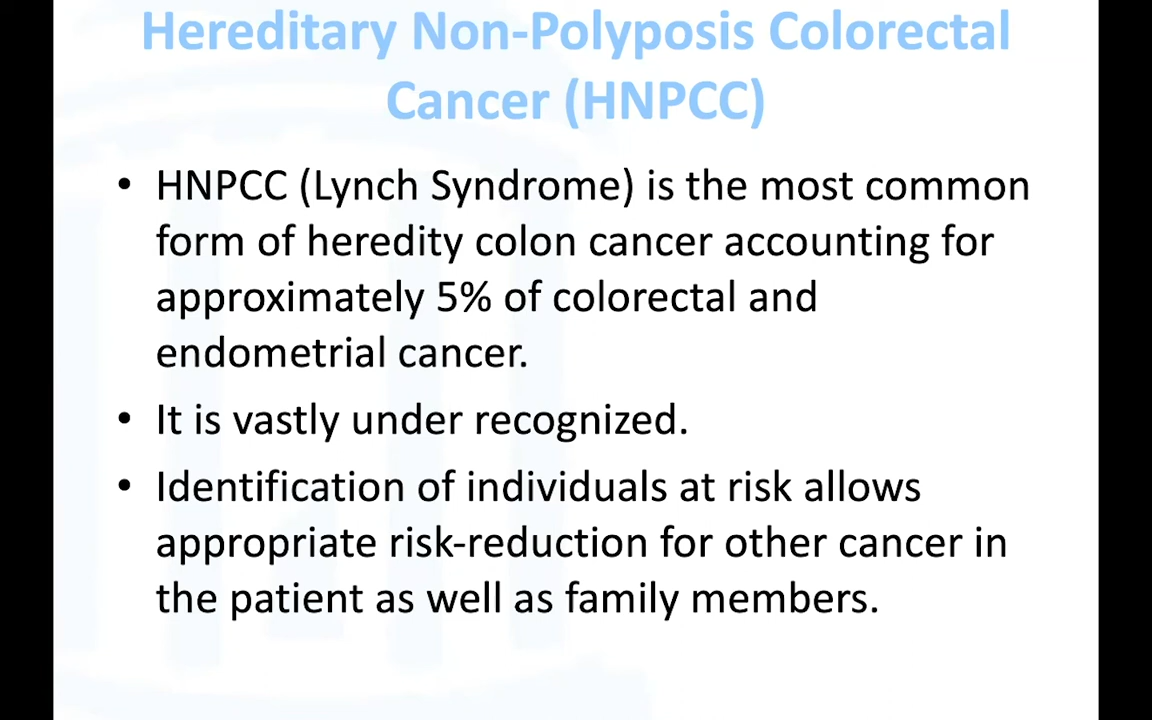 Hereditary Non-Polyposis Colorectal
Cancer (HNPCC)
• HNPCC (Lynch Syndrome) is the most common
form of heredity colon cancer accounting for
approximately 5% of colorectal and
endometrial cancer.
• It is vastly under recognized.
• Identification of individuals at risk allows
appropriate risk-reduction for other cancer in
the patient as well as family members.